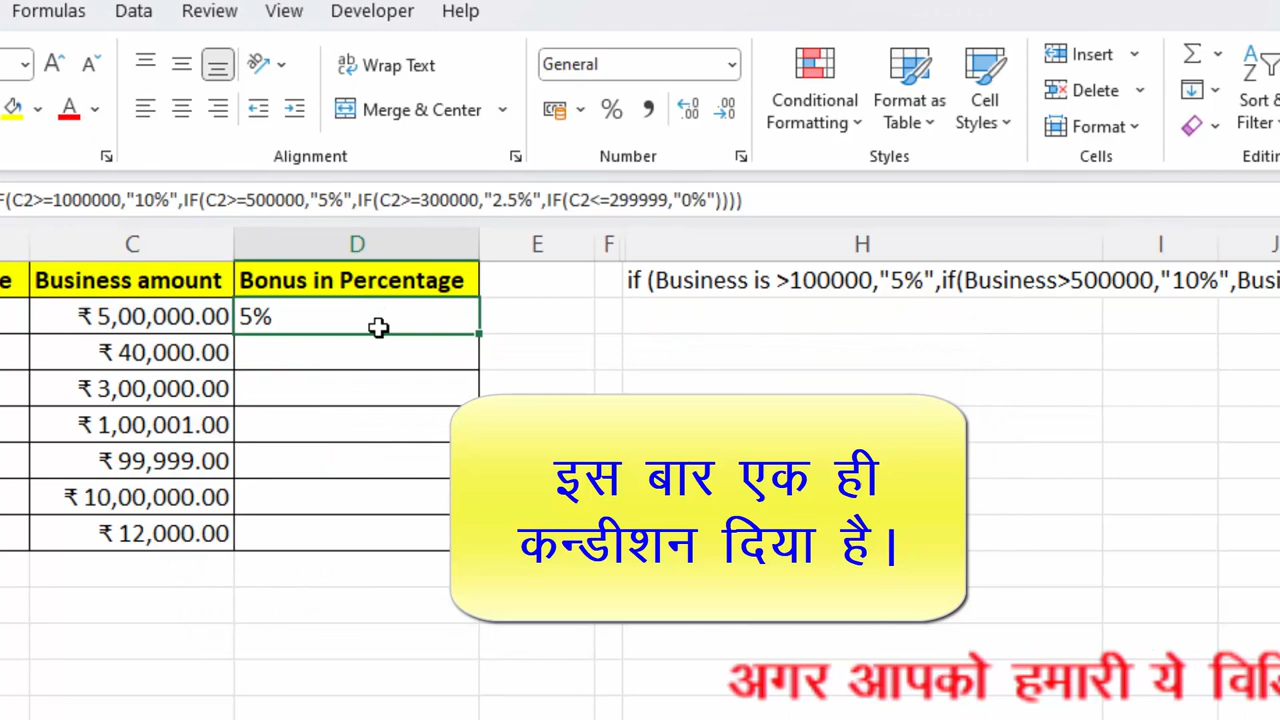 Formulas Data Review View Developer Help
Wrap Text General Insert
Conditional Format as Cell Delete
Merge & Center Formatting Table Styles Format Sort & Filter
Alignment Number Styles Cells
F(C2>=1000000,"10%",IF(C2>=500000,"5%",IF(C2>=300000,"2.5%",IF(C2<=299999,"0%"))))
C D E F H I J
e Business amount Bonus in Percentage if (Business is >100000,"5%",if(Business>500000,"10%",Busi
₹ 5,00,000.00 5%
₹ 40,000.00
₹ 3,00,000.00
₹ 1,00,001.00
₹ 99,999.00
₹ 10,00,000.00
₹ 12,000.00
इस बार एक ही
कन्डीशन दिया है।
अगर आपको हमारी ये